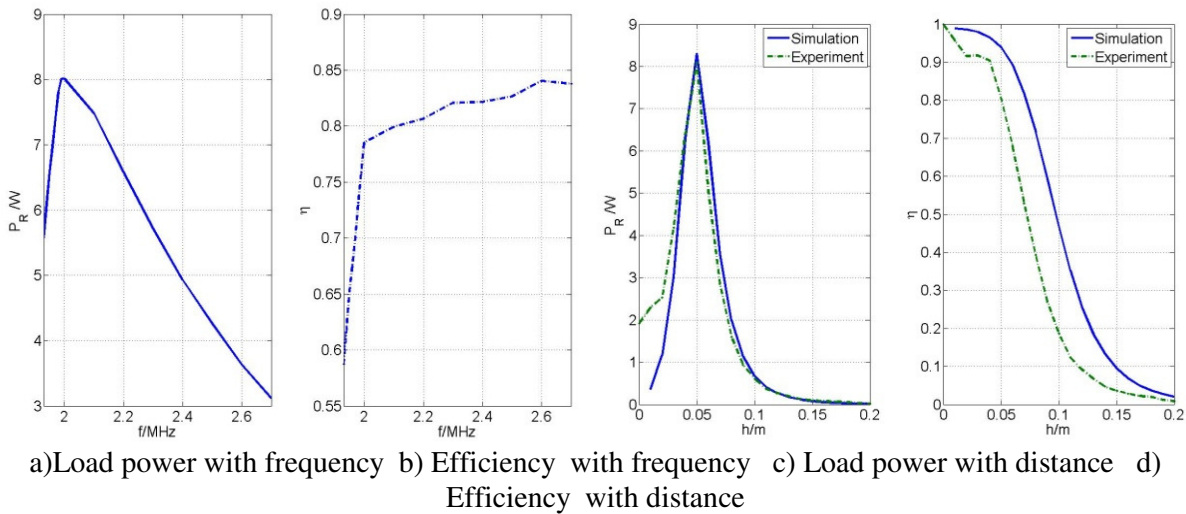 9
8
7
6
5
4
3
P_R /W
2 2.2 2.4 2.6
f/MHz
0.9
0.85
0.8
0.75
0.7
0.65
0.6
0.55
η
2 2.2 2.4 2.6
f/MHz
9
8
7
6
5
4
3
2
1
0
P_R /W
Simulation
Experiment
0 0.05 0.1 0.15 0.2
h/m
1
0.9
0.8
0.7
0.6
0.5
0.4
0.3
0.2
0.1
0
η
Simulation
Experiment
0 0.05 0.1 0.15 0.2
h/m
a)Load power with frequency b) Efficiency with frequency c) Load power with distance d)
Efficiency with distance